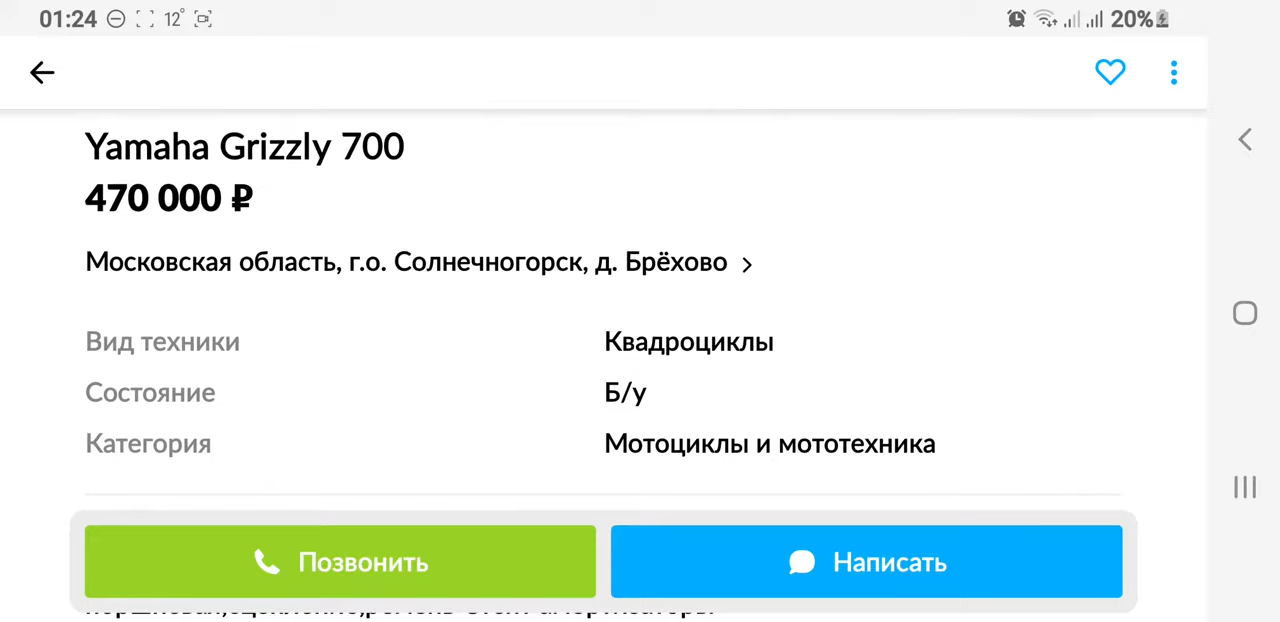 01:24 12° 20%
Yamaha Grizzly 700
470 000 ₽
Московская область, г.о. Солнечногорск, д. Брёхово
Вид техники Квадроциклы
Состояние Б/у
Категория Мотоциклы и мототехника
Позвонить Написать